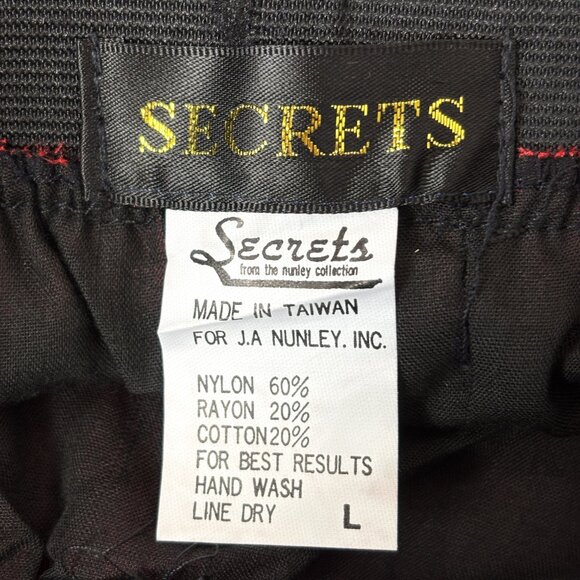 SECRETS
Secrets
from the nunley collection
MADE IN TAIWAN
FOR J.A NUNLEY. INC.
NYLON 60%
RAYON 20%
COTTON20%
FOR BEST RESULTS
HAND WASH
LINE DRY L